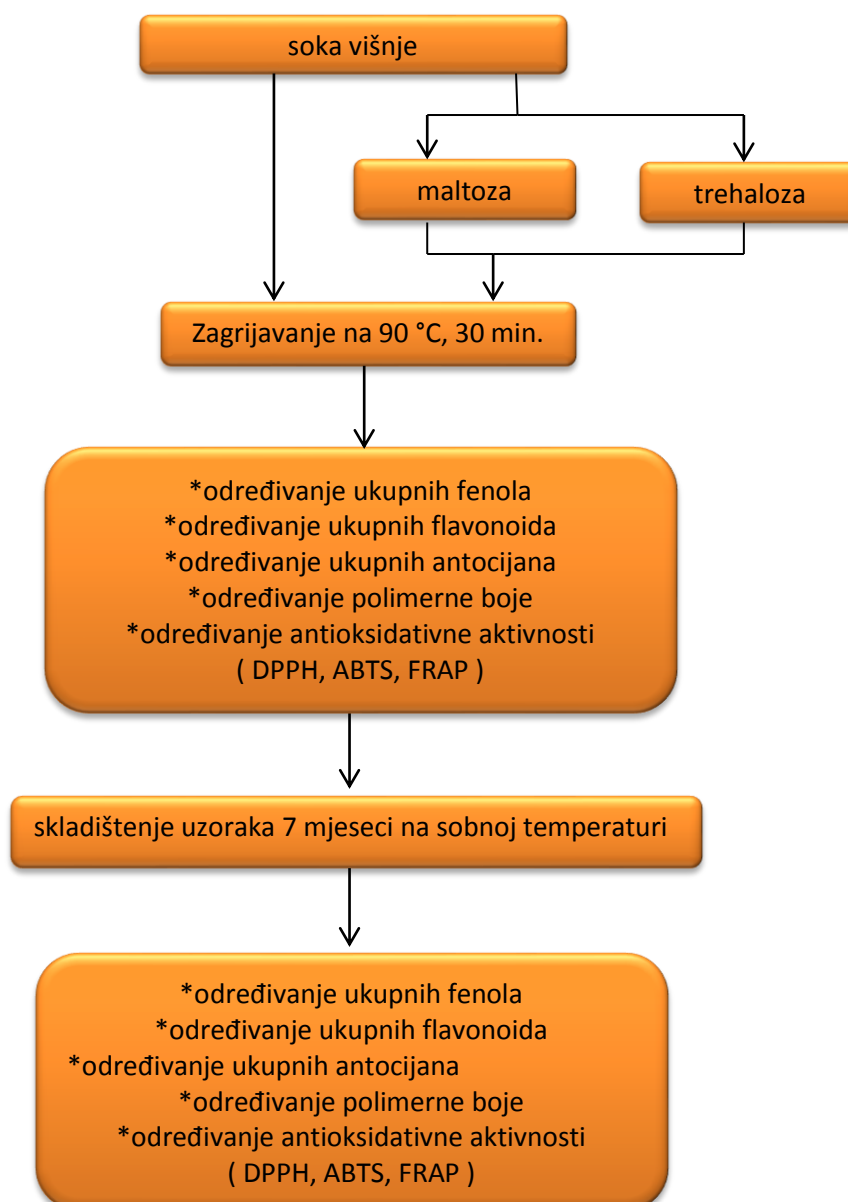 soka višnje
maltoza
trehaloza
Zagrijavanje na 90 °C, 30 min.
*određivanje ukupnih fenola
*određivanje ukupnih flavonoida
*određivanje ukupnih antocijana
*određivanje polimerne boje
*određivanje antioksidativne aktivnosti
( DPPH, ABTS, FRAP )
skladištenje uzoraka 7 mjeseci na sobnoj temperaturi
*određivanje ukupnih fenola
*određivanje ukupnih flavonoida
*određivanje ukupnih antocijana
*određivanje polimerne boje
*određivanje antioksidativne aktivnosti
( DPPH, ABTS, FRAP )